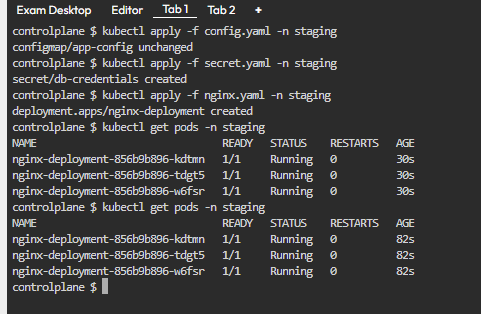 Exam Desktop Editor Tab 1 Tab 2 +
controlplane $ kubectl apply -f config.yaml -n staging
configmap/app-config unchanged
controlplane $ kubectl apply -f secret.yaml -n staging
secret/db-credentials created
controlplane $ kubectl apply -f nginx.yaml -n staging
deployment.apps/nginx-deployment created
controlplane $ kubectl get pods -n staging
NAME READY STATUS RESTARTS AGE
nginx-deployment-856b9b896-kdtmn 1/1 Running 0 30s
nginx-deployment-856b9b896-tdgt5 1/1 Running 0 30s
nginx-deployment-856b9b896-w6fsr 1/1 Running 0 30s
controlplane $ kubectl get pods -n staging
NAME READY STATUS RESTARTS AGE
nginx-deployment-856b9b896-kdtmn 1/1 Running 0 82s
nginx-deployment-856b9b896-tdgt5 1/1 Running 0 82s
nginx-deployment-856b9b896-w6fsr 1/1 Running 0 82s
controlplane $